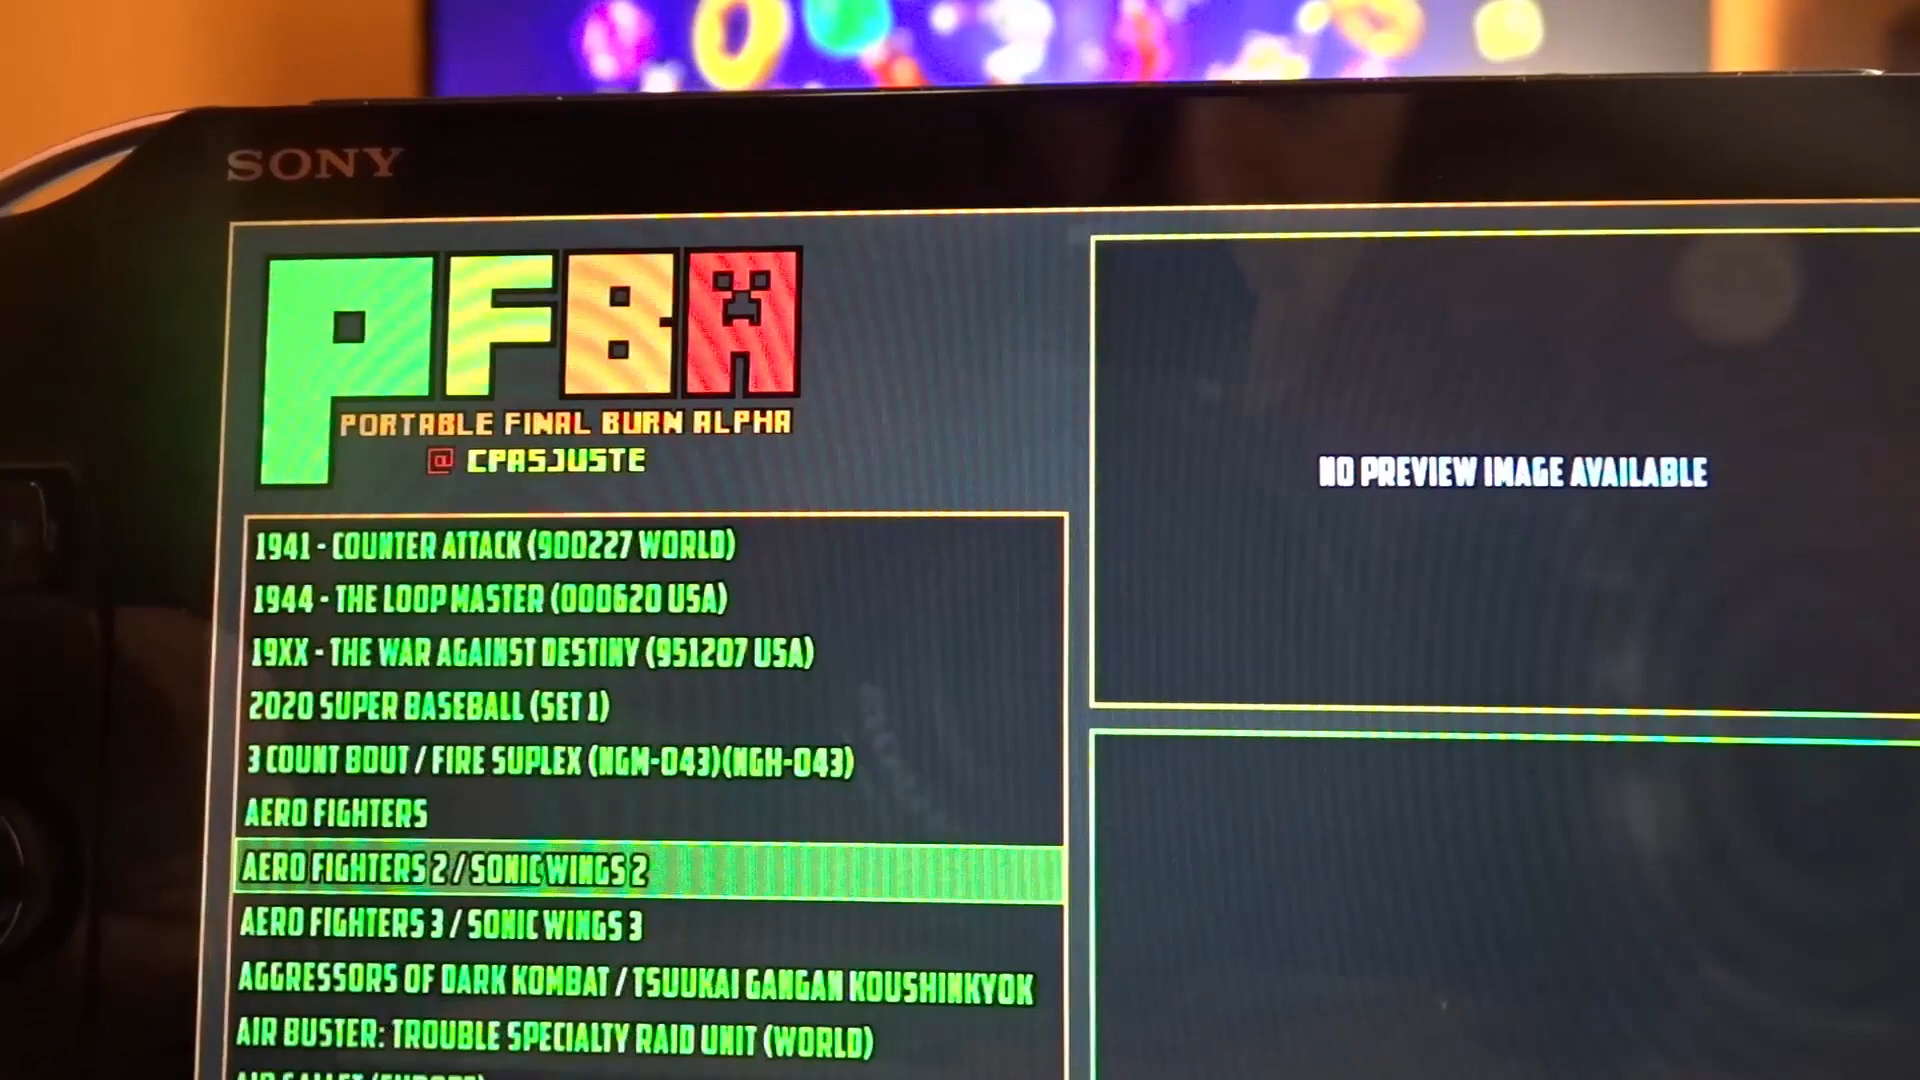 SONY
PFBA
PORTABLE FINAL BURN ALPHA
@ CPASJUSTE
NO PREVIEW IMAGE AVAILABLE
1941 - COUNTER ATTACK (900227 WORLD)
1944 - THE LOOP MASTER (000620 USA)
19XX - THE WAR AGAINST DESTINY (951207 USA)
2020 SUPER BASEBALL (SET 1)
3 COUNT BOUT / FIRE SUPLEX (NGM-043)(NGH-043)
AERO FIGHTERS
AERO FIGHTERS 2 / SONIC WINGS 2
AERO FIGHTERS 3 / SONIC WINGS 3
AGGRESSORS OF DARK KOMBAT / TSUUKAI GANGAN KOUSHINKYOK
AIR BUSTER: TROUBLE SPECIALTY RAID UNIT (WORLD)